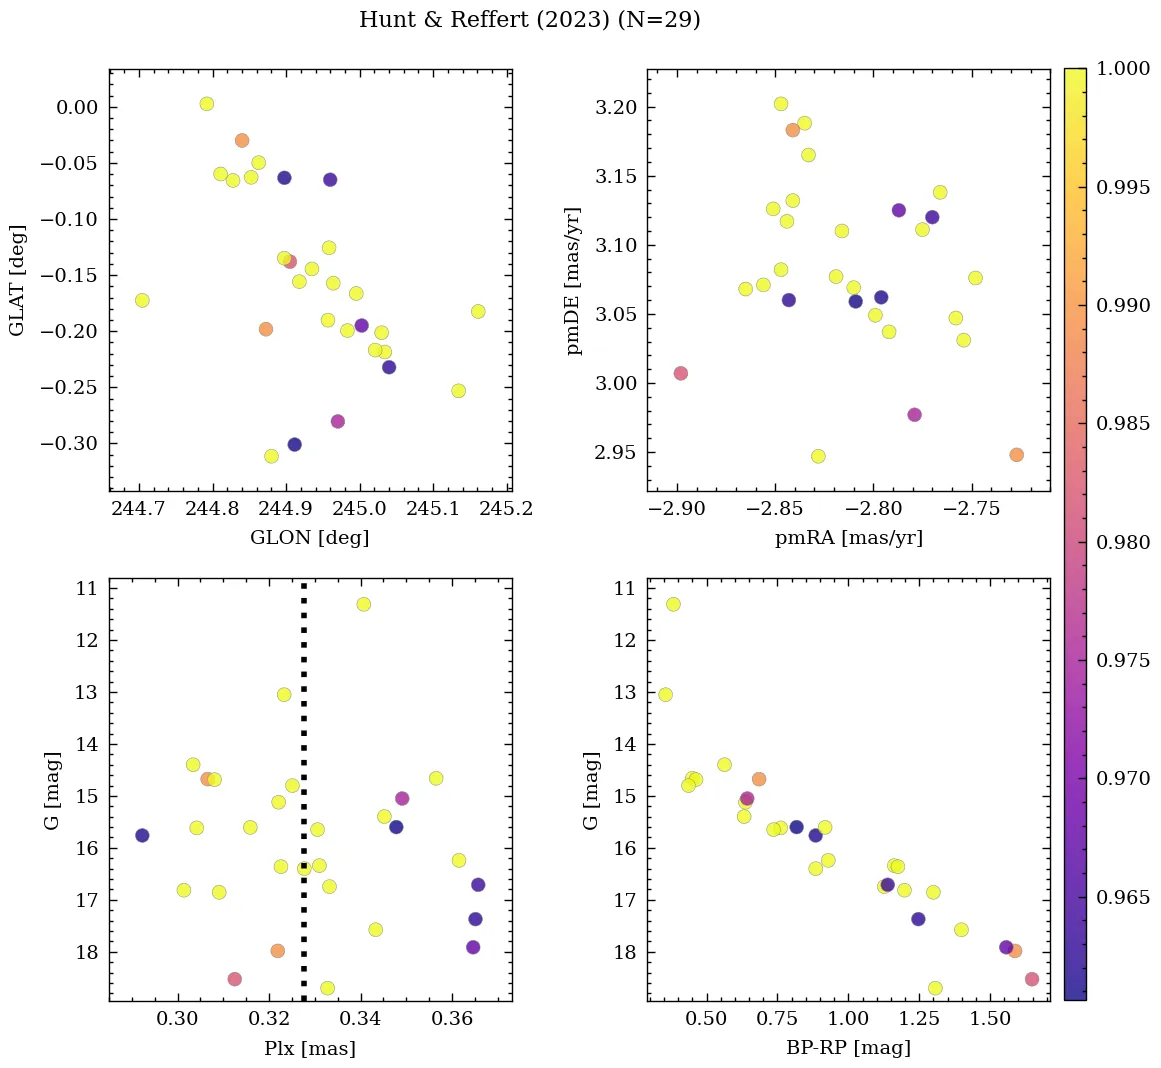 Hunt & Reffert (2023) (N=29)
0.00
−0.05
−0.10
−0.15
−0.20
−0.25
−0.30
GLAT [deg]
244.7 244.8 244.9 245.0 245.1 245.2
GLON [deg]
3.20
3.15
3.10
3.05
3.00
2.95
pmDE [mas/yr]
−2.90 −2.85 −2.80 −2.75
pmRA [mas/yr]
11
12
13
14
15
16
17
18
G [mag]
0.30 0.32 0.34 0.36
Plx [mas]
11
12
13
14
15
16
17
18
G [mag]
0.50 0.75 1.00 1.25 1.50
BP-RP [mag]
1.000
0.995
0.990
0.985
0.980
0.975
0.970
0.965